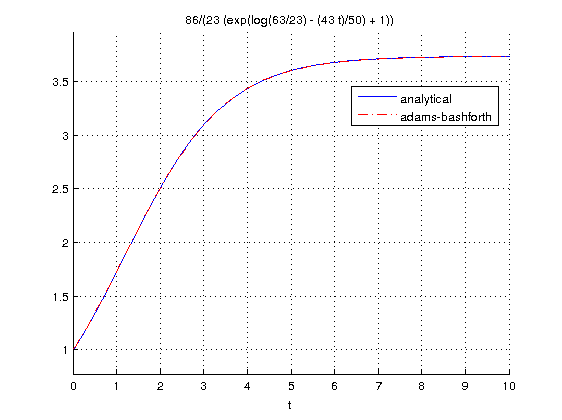 86/(23 (exp(log(63/23) - (43 t)/50) + 1))
3.5
3
2.5
2
1.5
1
analytical
adams-bashforth
0 1 2 3 4 5 6 7 8 9 10
t